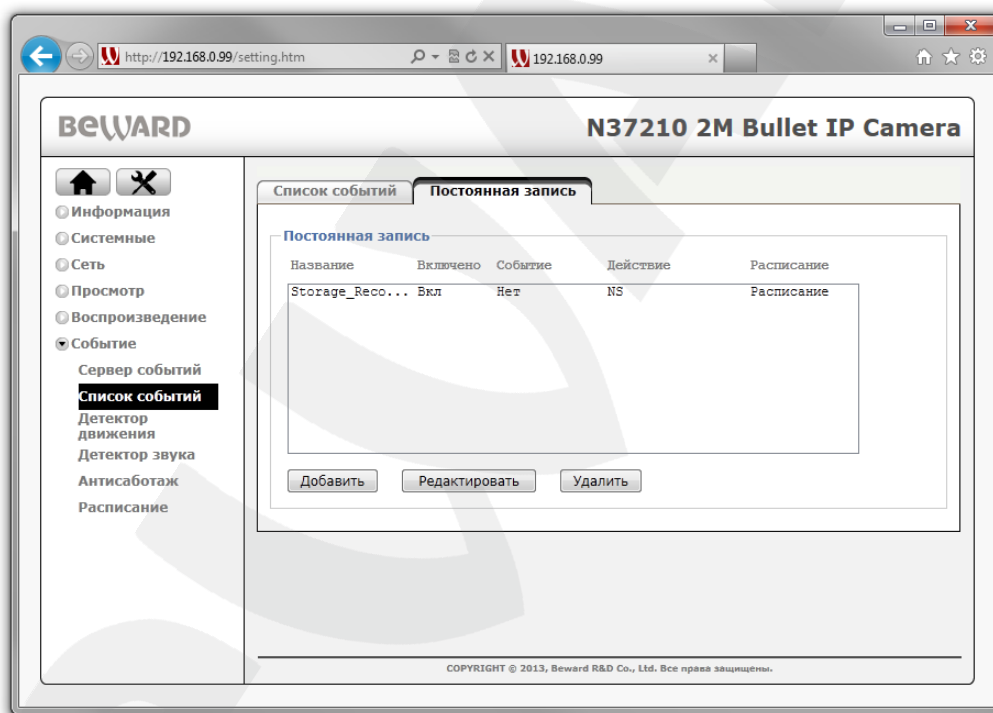 http://192.168.0.99/setting.htm
192.168.0.99
BEWARD
N37210 2M Bullet IP Camera
Информация
Системные
Сеть
Просмотр
Воспроизведение
Событие
Сервер событий
Список событий
Детектор
движения
Детектор звука
Антисаботаж
Расписание
Список событий
Постоянная запись
Постоянная запись
Название Включено Событие Действие Расписание
Storage_Reco... Вкл Нет NS Расписание
Добавить Редактировать Удалить
COPYRIGHT © 2013, Beward R&D Co., Ltd. Все права защищены.